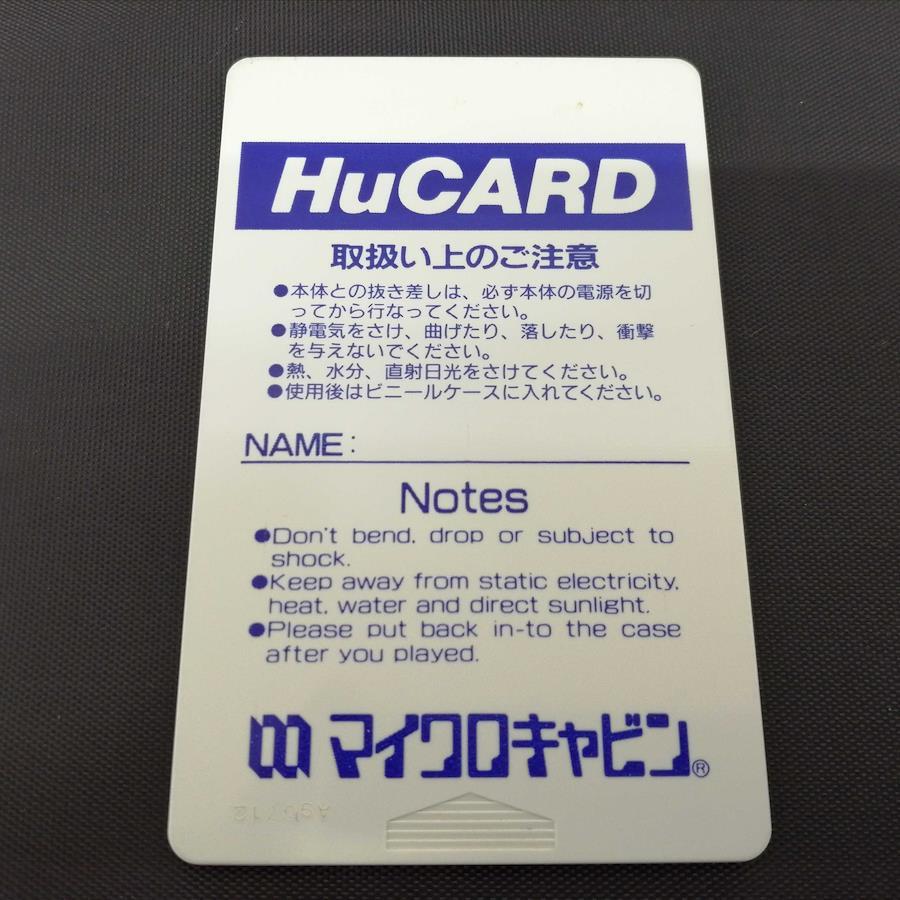 HuCARD
取扱い上のご注意
●本体との抜き差しは、必ず本体の電源を切
ってから行なってください。
●静電気をさけ、曲げたり、落したり、衝撃
を与えないでください。
●熱、水分、直射日光をさけてください。
●使用後はビニールケースに入れてください。
NAME:
Notes
●Don't bend, drop or subject to
shock.
●Keep away from static electricity,
heat, water and direct sunlight.
●Please put back in-to the case
after you played.
マイクロキャビン®